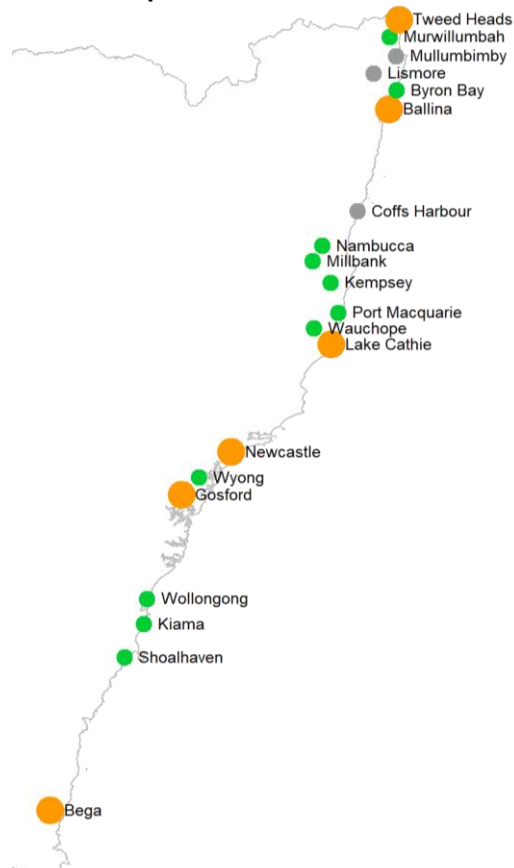 Tweed Heads
Murwillumbah
Mullumbimby
Lismore
Byron Bay
Ballina
Coffs Harbour
Nambucca
Millbank
Kempsey
Port Macquarie
Wauchope
Lake Cathie
Newcastle
Wyong
Gosford
Wollongong
Kiama
Shoalhaven
Bega